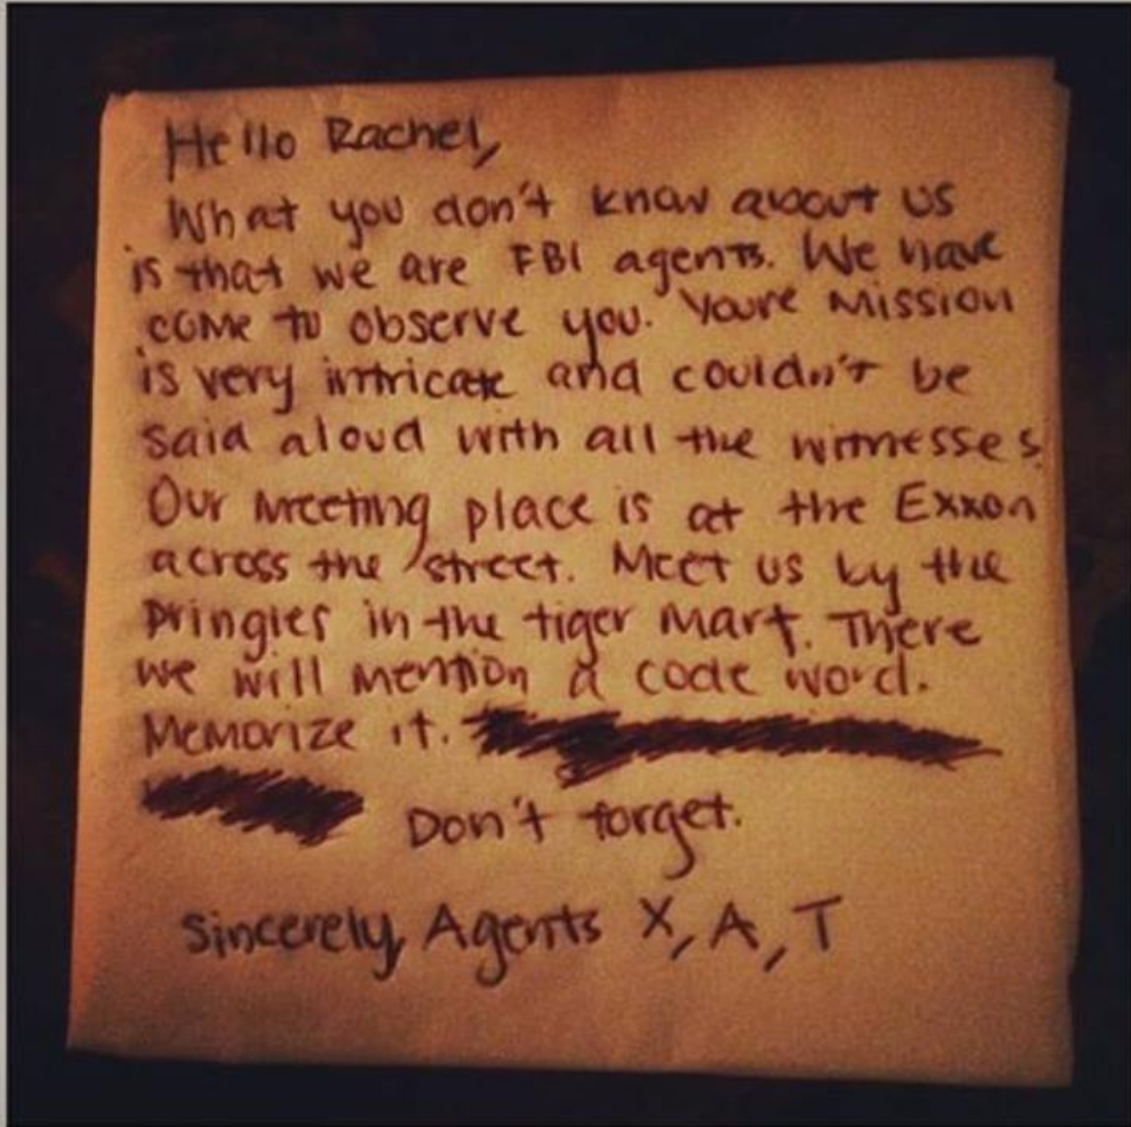 Hello Rachel,
What you don't know about us
is that we are FBI agents. We have
come to observe you. Youre Mission
is very intricate and couldn't be
said aloud with all the witnesses.
Our meeting place is at the Exxon
across the street. Meet us by the
pringles in the tiger Mart. There
we will mention a code word.
Memorize it.
Don't forget.
Sincerely, Agents X, A, T